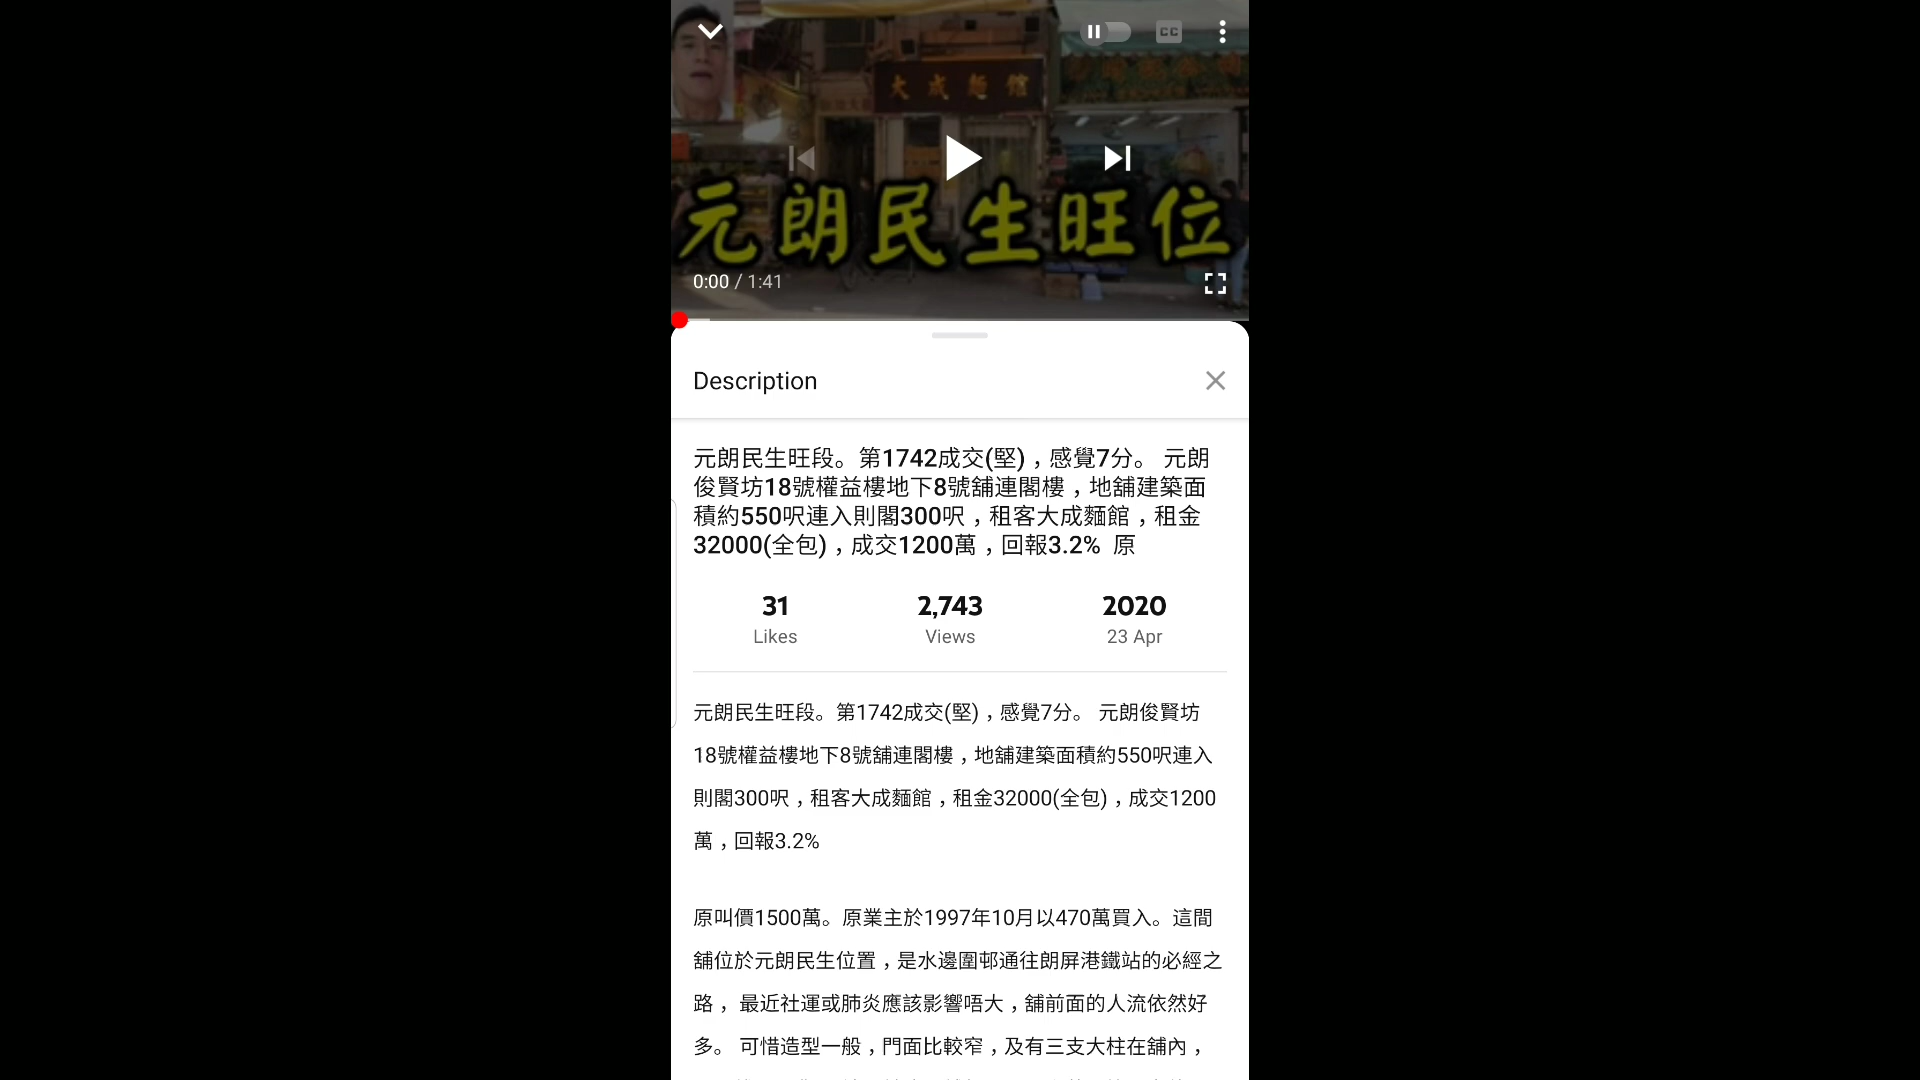 CC
大成麵館
元朗民生旺位
0:00 / 1:41
Description
元朗民生旺段。第1742成交(堅)，感覺7分。 元朗
俊賢坊18號權益樓地下8號舖連閣樓，地舖建築面
積約550呎連入則閣300呎，租客大成麵館，租金
32000(全包)，成交1200萬，回報3.2% 原
31 2,743 2020
Likes Views 23 Apr
元朗民生旺段。第1742成交(堅)，感覺7分。 元朗俊賢坊
18號權益樓地下8號舖連閣樓，地舖建築面積約550呎連入
則閣300呎，租客大成麵館，租金32000(全包)，成交1200
萬，回報3.2%
原叫價1500萬。原業主於1997年10月以470萬買入。這間
舖位於元朗民生位置，是水邊圍邨通往朗屏港鐵站的必經之
路， 最近社運或肺炎應該影響唔大，舖前面的人流依然好
多。 可惜造型一般，門面比較窄，及有三支大柱在舖內，